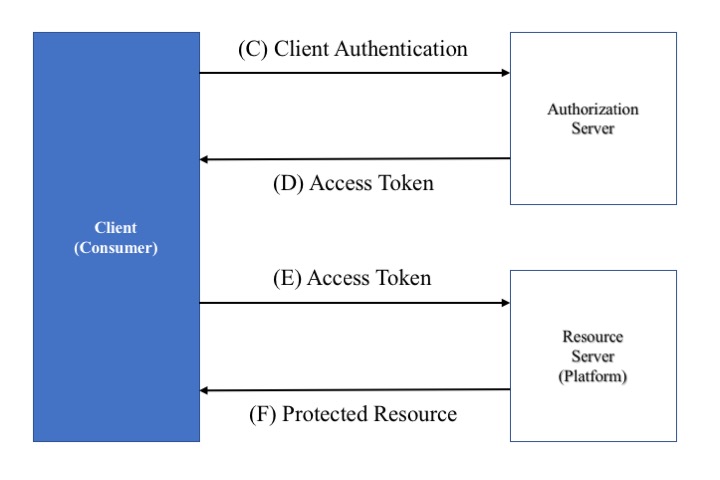 (C) Client Authentication
Authorization
Server
(D) Access Token
Client
(Consumer)
(E) Access Token
Resource
Server
(Platform)
(F) Protected Resource